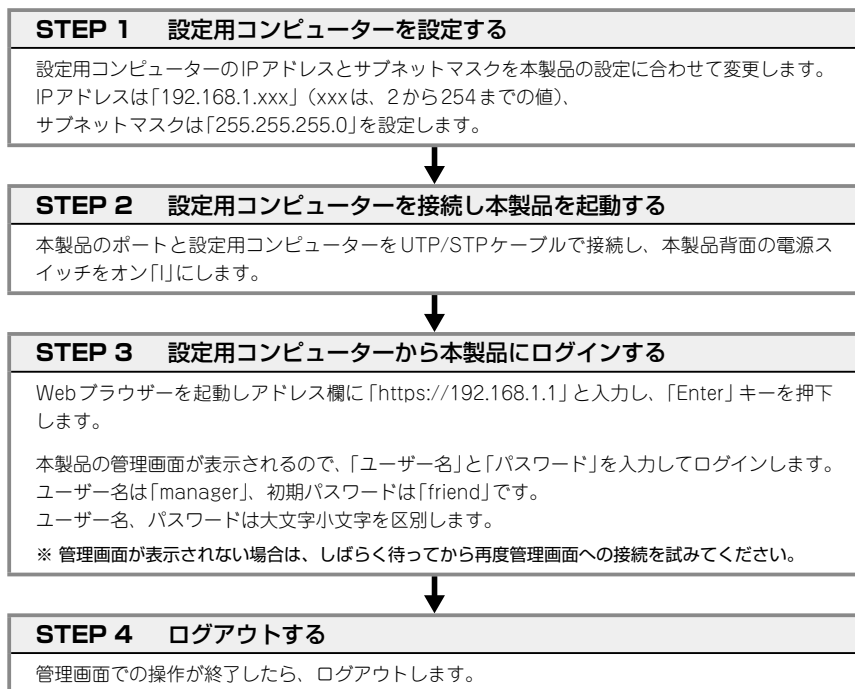 STEP 1 設定用コンピューターを設定する
設定用コンピューターのIPアドレスとサブネットマスクを本製品の設定に合わせて変更します。
IPアドレスは「192.168.1.xxx」(xxxは、2から254までの値)、
サブネットマスクは「255.255.255.0」を設定します。
STEP 2 設定用コンピューターを接続し本製品を起動する
本製品のポートと設定用コンピューターをUTP/STPケーブルで接続し、本製品背面の電源ス
イッチをオン「|」にします。
STEP 3 設定用コンピューターから本製品にログインする
Webブラウザーを起動しアドレス欄に「https://192.168.1.1」と入力し、「Enter」キーを押下
します。
本製品の管理画面が表示されるので、「ユーザー名」と「パスワード」を入力してログインします。
ユーザー名は「manager」、初期パスワードは「friend」です。
ユーザー名、パスワードは大文字小文字を区別します。
※ 管理画面が表示されない場合は、しばらく待ってから再度管理画面への接続を試みてください。
STEP 4 ログアウトする
管理画面での操作が終了したら、ログアウトします。